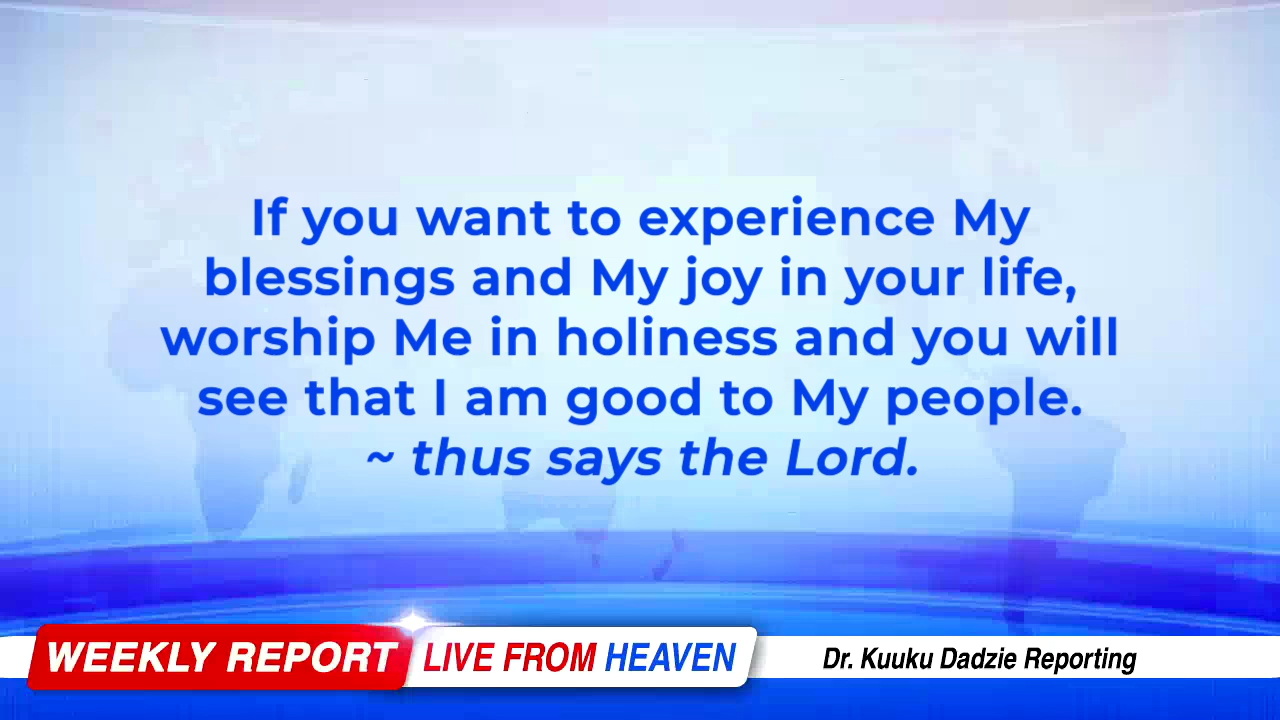 If you want to experience My
blessings and My joy in your life,
worship Me in holiness and you will
see that I am good to My people.
~ thus says the Lord.
WEEKLY REPORT LIVE FROM HEAVEN Dr. Kuuku Dadzie Reporting